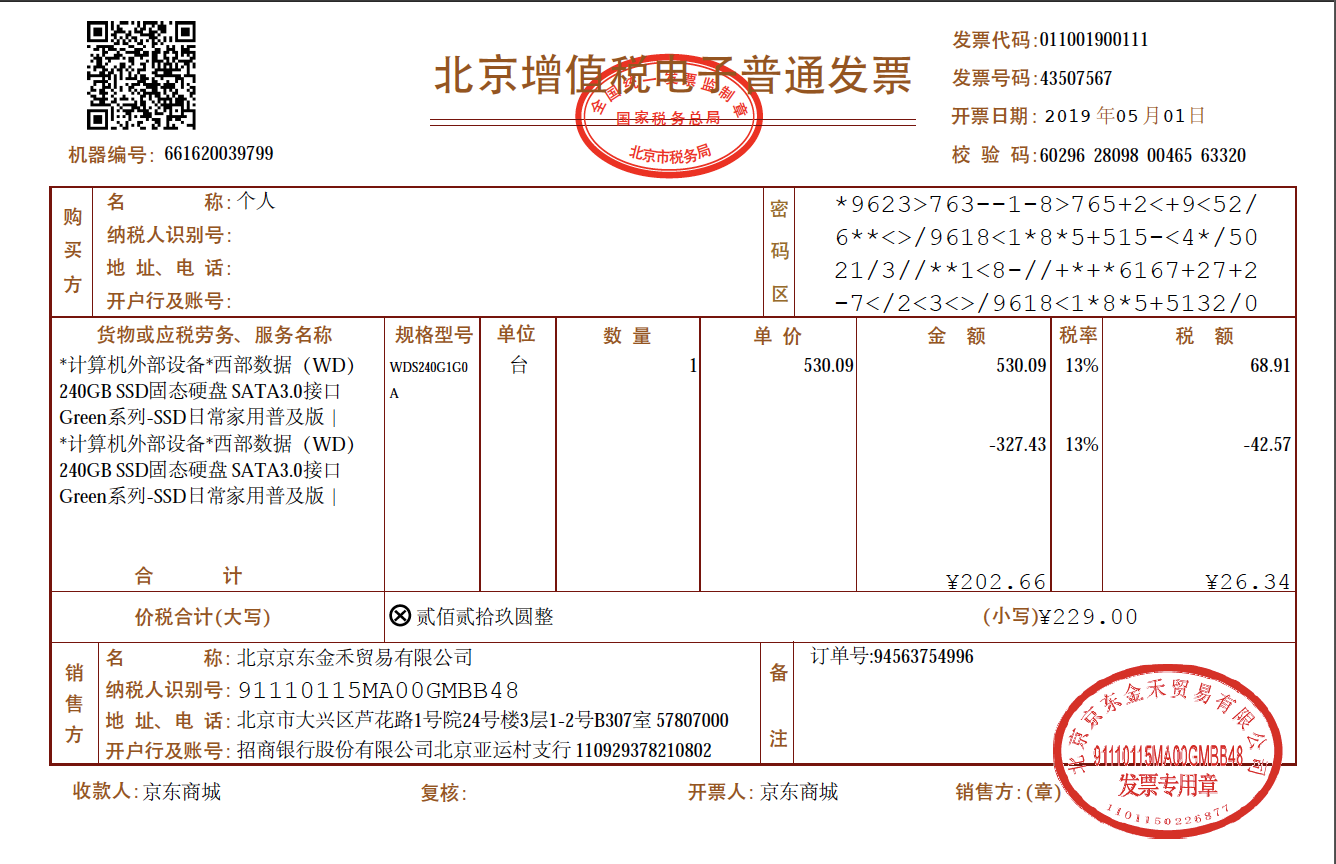 北京增值税电子普通发票
全国统一发票监制章
国家税务总局
北京市税务局
发票代码:011001900111
发票号码:43507567
开票日期: 2019 年05 月01日
校 验 码:60296 28098 00465 63320
机器编号: 661620039799
购买方
名 称: 个人
纳税人识别号:
地 址、电 话:
开户行及账号:
密码区
*9623>763--1-8>765+2<+9<52/
6**<>/9618<1*8*5+515-<4*/50
21/3//**1<8-//+*+*6167+27+2
-7</2<3<>/9618<1*8*5+5132/0
货物或应税劳务、服务名称 规格型号 单位 数 量 单 价 金 额 税率 税 额
*计算机外部设备*西部数据（WD） WDS240G1G0 台 1 530.09 530.09 13% 68.91
240GB SSD固态硬盘 SATA3.0接口 A
Green系列-SSD日常家用普及版｜
*计算机外部设备*西部数据（WD） -327.43 13% -42.57
240GB SSD固态硬盘 SATA3.0接口
Green系列-SSD日常家用普及版｜
合 计 ¥202.66 ¥26.34
价税合计(大写) ⊗ 贰佰贰拾玖圆整 (小写)¥229.00
销售方
名 称: 北京京东金禾贸易有限公司
纳税人识别号: 91110115MA00GMBB48
地 址、电 话: 北京市大兴区芦花路1号院24号楼3层1-2号B307室 57807000
开户行及账号: 招商银行股份有限公司北京亚运村支行 110929378210802
备注
订单号:94563754996
收款人: 京东商城 复核: 开票人: 京东商城 销售方: (章)
北京京东金禾贸易有限公司
91110115MA00GMBB48
发票专用章
1101150226877